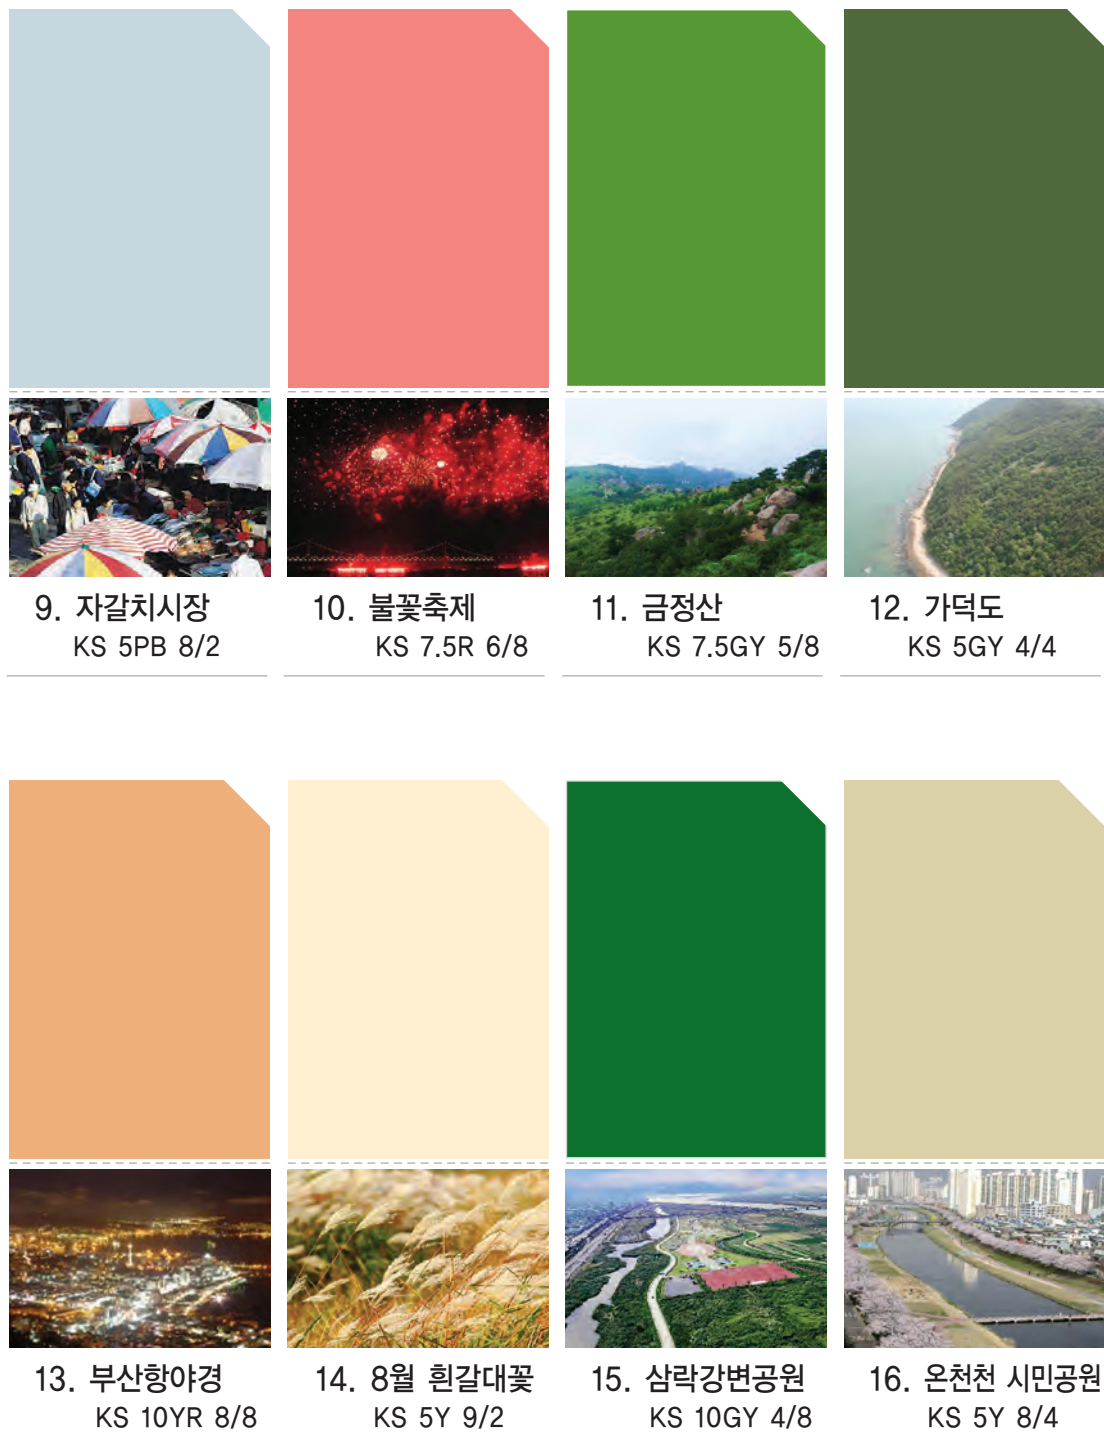 9. 자갈치시장
KS 5PB 8/2
10. 불꽃축제
KS 7.5R 6/8
11. 금정산
KS 7.5GY 5/8
12. 가덕도
KS 5GY 4/4
13. 부산항야경
KS 10YR 8/8
14. 8월 흰갈대꽃
KS 5Y 9/2
15. 삼락강변공원
KS 10GY 4/8
16. 온천천 시민공원
KS 5Y 8/4